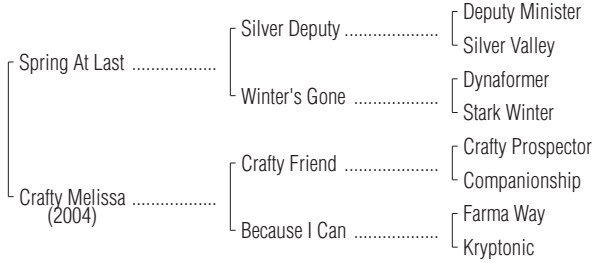 Deputy Minister
Silver Deputy ..................
Silver Valley
Spring At Last ................
Dynaformer
Winter's Gone ................
Stark Winter
Crafty Prospector
Crafty Friend ..................
Companionship
Crafty Melissa ................
(2004)
Farma Way
Because I Can ................
Kryptonic